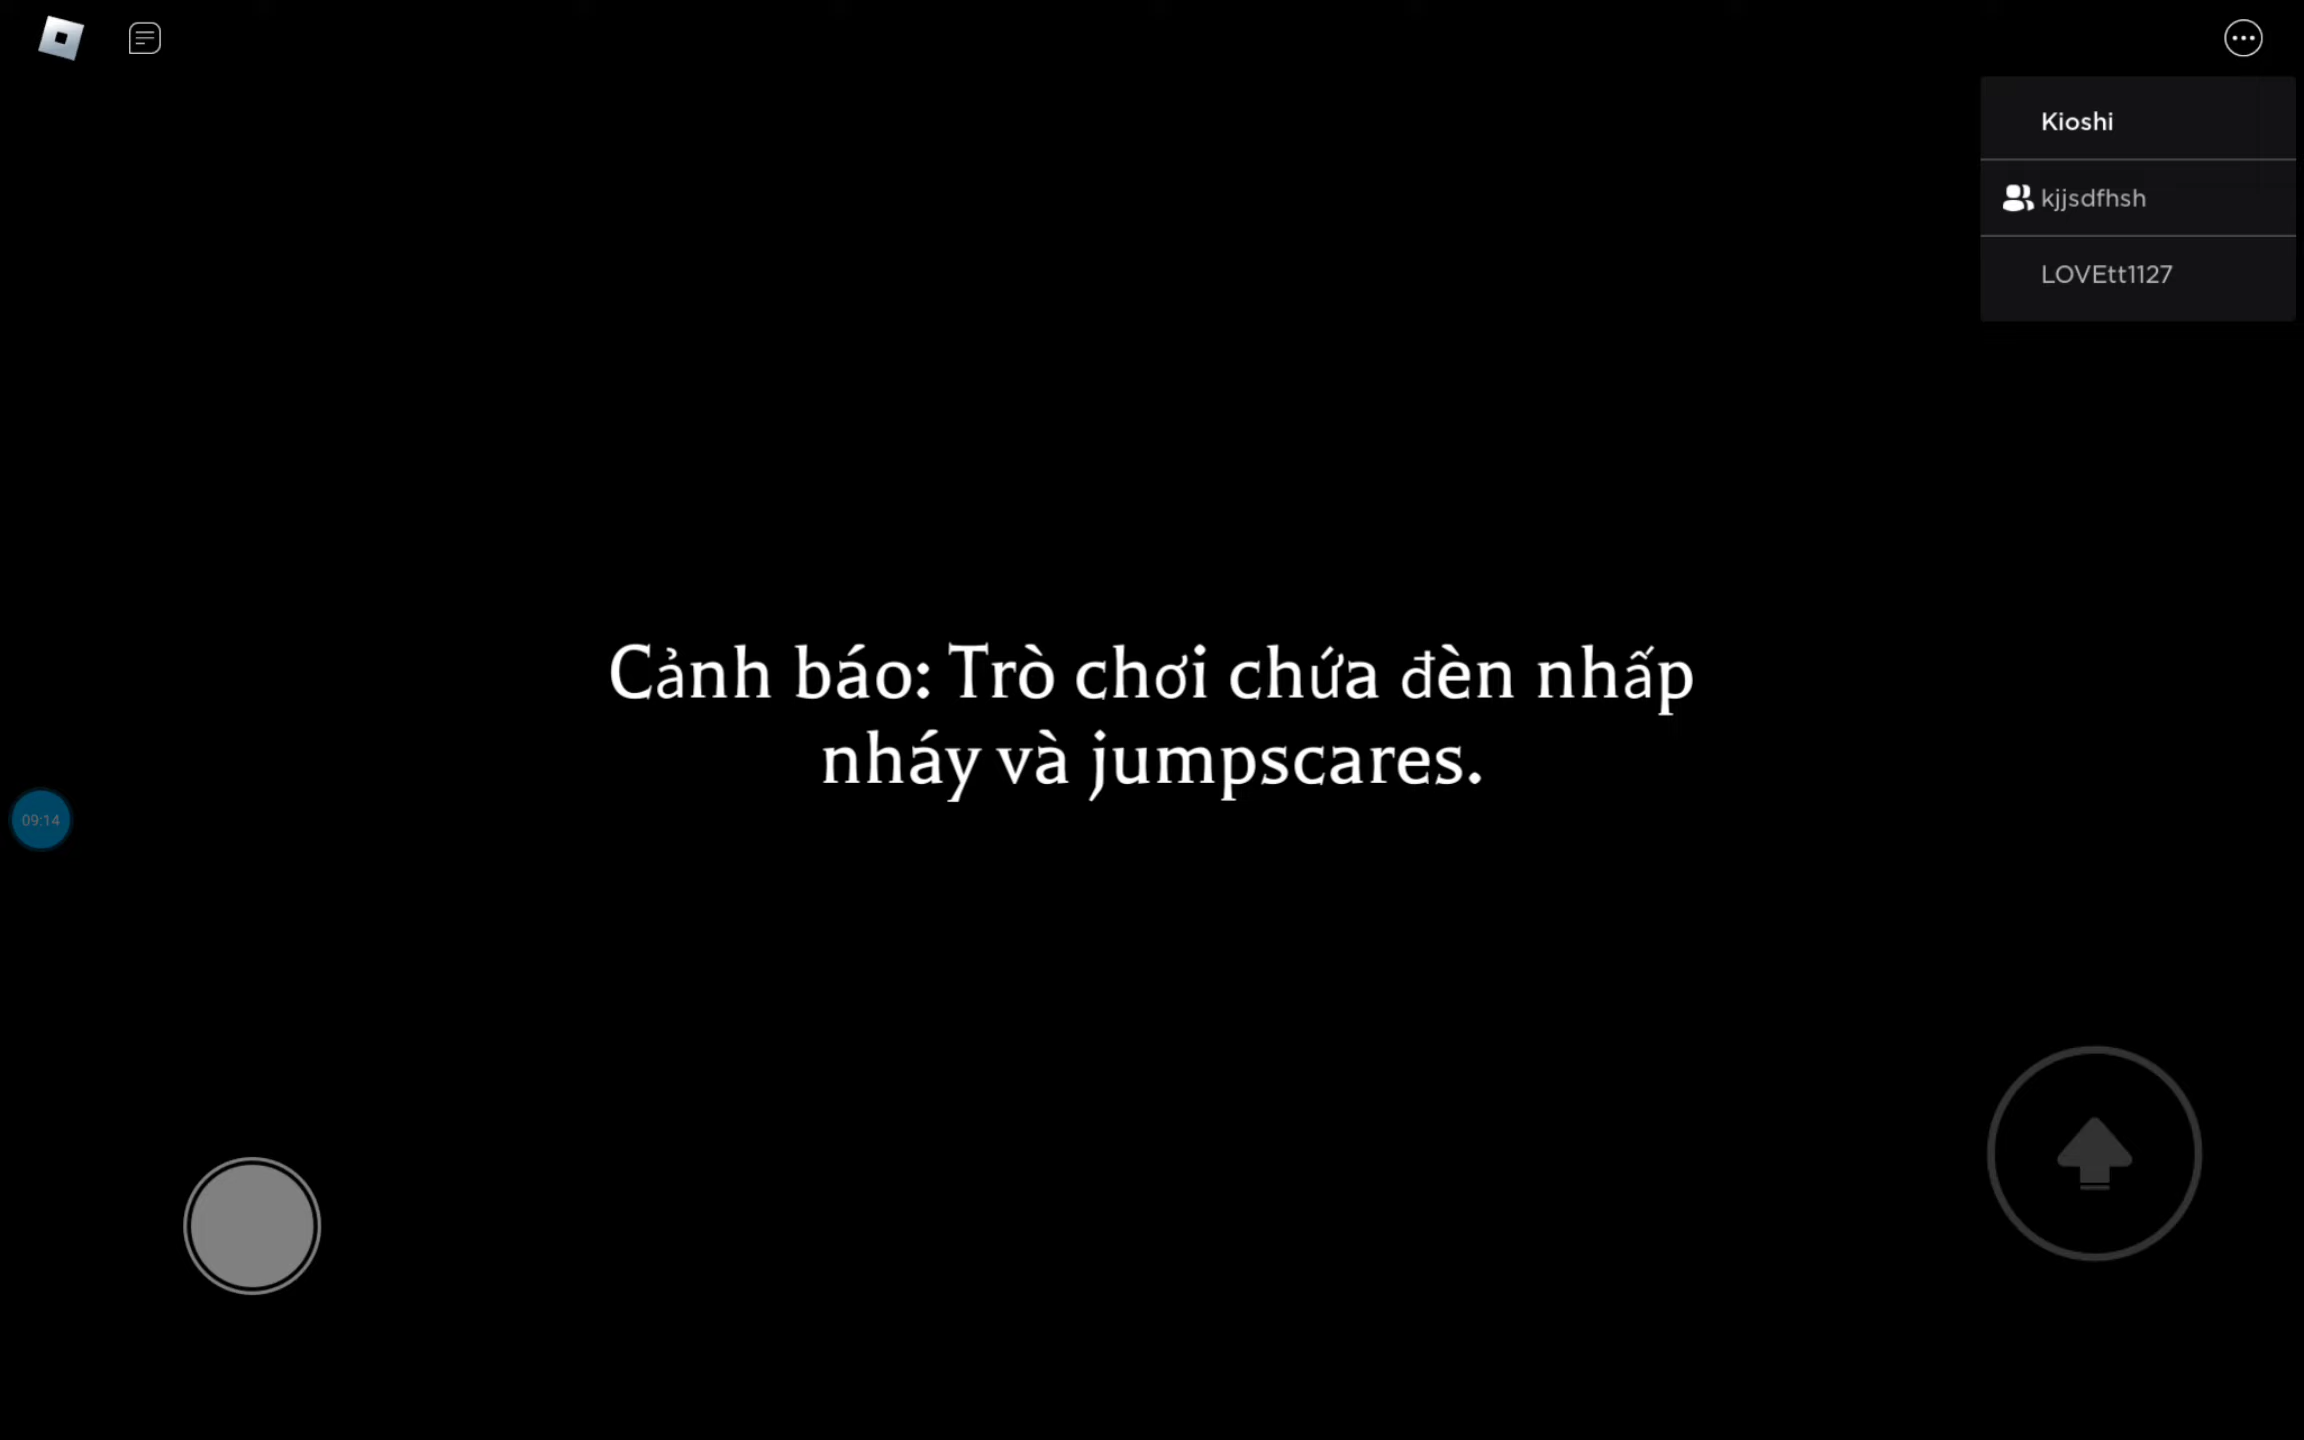 Kioshi
kjjsdfhsh
LOVEtt1127
Cảnh báo: Trò chơi chứa đèn nhấp
nháy và jumpscares.
09:14